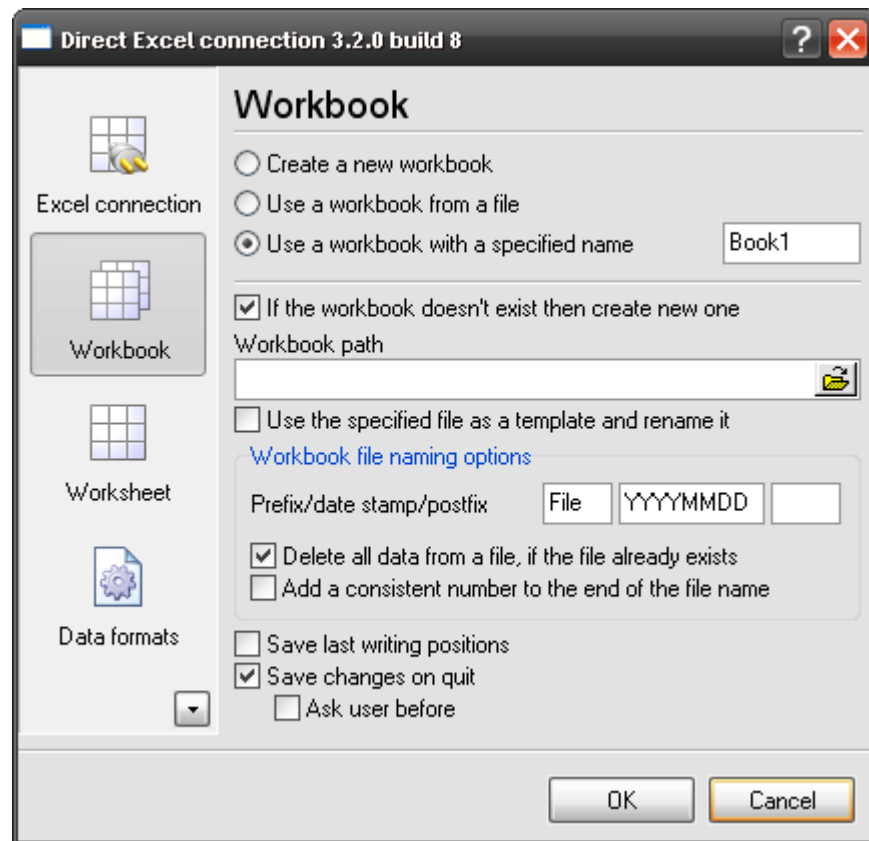 Direct Excel connection 3.2.0 build 8
Excel connection
Workbook
Worksheet
Data formats
Workbook
Create a new workbook
Use a workbook from a file
Use a workbook with a specified name Book1
If the workbook doesn't exist then create new one
Workbook path
Use the specified file as a template and rename it
Workbook file naming options
Prefix/date stamp/postfix File YYYYMMDD
Delete all data from a file, if the file already exists
Add a consistent number to the end of the file name
Save last writing positions
Save changes on quit
Ask user before
OK Cancel